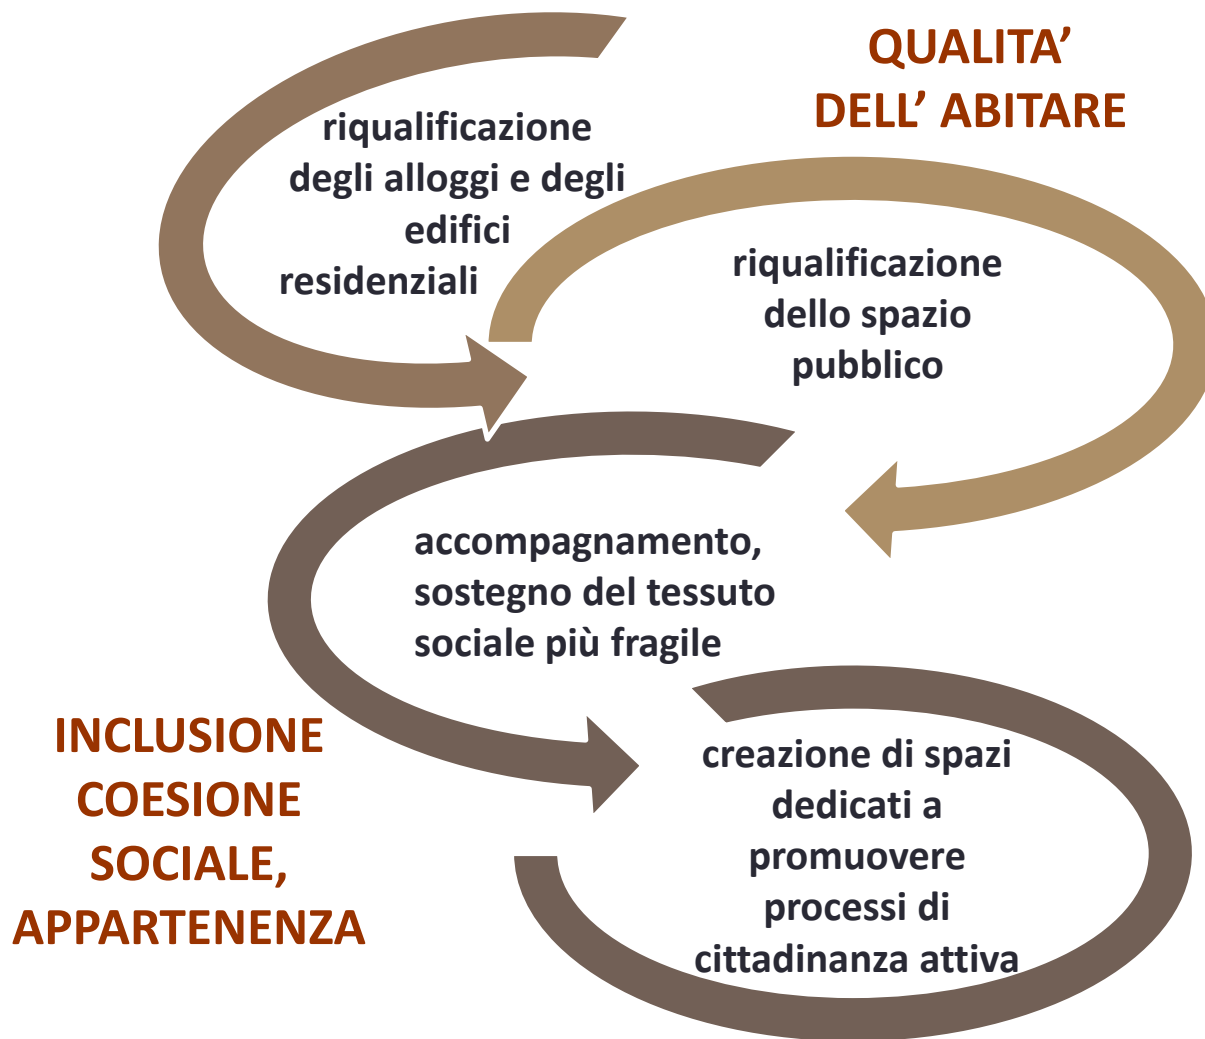 QUALITA’
DELL’ ABITARE
riqualificazione
degli alloggi e degli
edifici
residenziali
riqualificazione
dello spazio
pubblico
accompagnamento,
sostegno del tessuto
sociale più fragile
INCLUSIONE
COESIONE
SOCIALE,
APPARTENENZA
creazione di spazi
dedicati a
promuovere
processi di
cittadinanza attiva